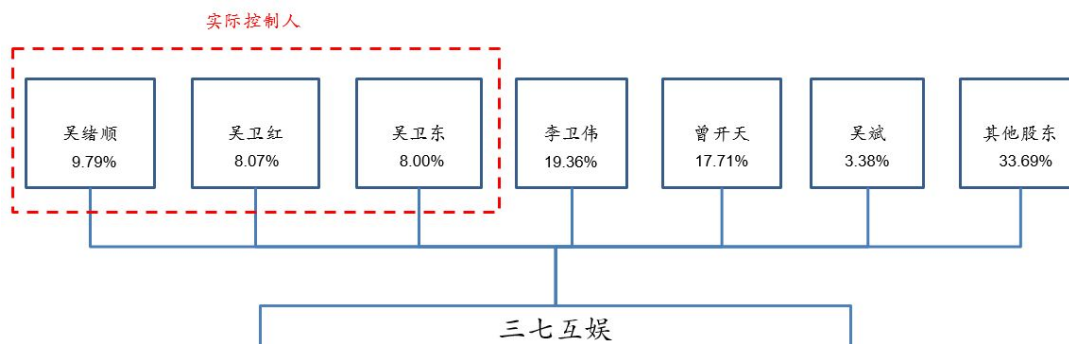 实际控制人
吴绪顺
9.79%
吴卫红
8.07%
吴卫东
8.00%
李卫伟
19.36%
曾开天
17.71%
吴斌
3.38%
其他股东
33.69%
三七互娱